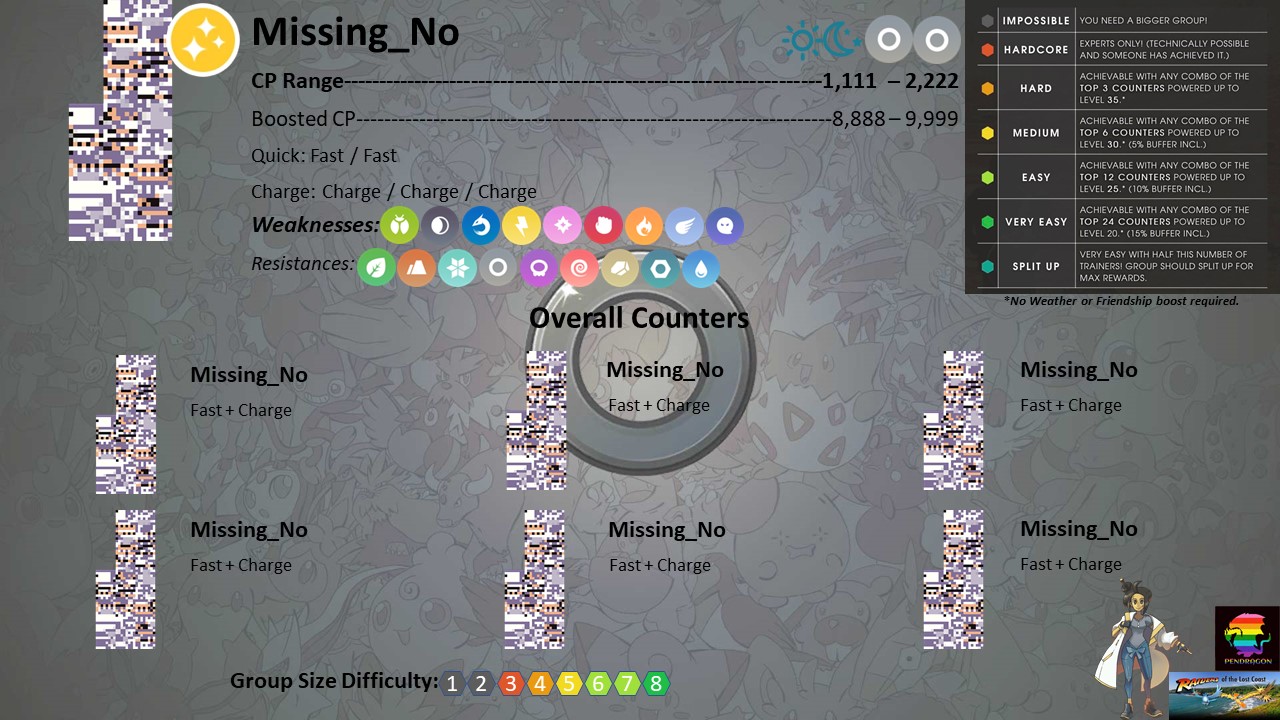 Missing_No
CP Range------------------------------------------------------------------------1,111 – 2,222
Boosted CP------------------------------------------------------------------------8,888 – 9,999
Quick: Fast / Fast
Charge: Charge / Charge / Charge
Weaknesses:
Resistances:
IMPOSSIBLE YOU NEED A BIGGER GROUP!
HARDCORE EXPERTS ONLY! (TECHNICALLY POSSIBLE
AND SOMEONE HAS ACHIEVED IT.)
HARD ACHIEVABLE WITH ANY COMBO OF THE
TOP 3 COUNTERS POWERED UP TO
LEVEL 35.*
MEDIUM ACHIEVABLE WITH ANY COMBO OF THE
TOP 6 COUNTERS POWERED UP TO
LEVEL 30.* (5% BUFFER INCL.)
EASY ACHIEVABLE WITH ANY COMBO OF THE
TOP 12 COUNTERS POWERED UP TO
LEVEL 25.* (10% BUFFER INCL.)
VERY EASY ACHIEVABLE WITH ANY COMBO OF THE
TOP 24 COUNTERS POWERED UP TO
LEVEL 20.* (15% BUFFER INCL.)
SPLIT UP VERY EASY WITH HALF THIS NUMBER OF
TRAINERS! GROUP SHOULD SPLIT UP FOR
MAX REWARDS.
*No Weather or Friendship boost required.
Overall Counters
Missing_No
Fast + Charge
Missing_No
Fast + Charge
Missing_No
Fast + Charge
Missing_No
Fast + Charge
Missing_No
Fast + Charge
Missing_No
Fast + Charge
Group Size Difficulty: 1 2 3 4 5 6 7 8
PENDRAGON
RAIDERS of the Lost Coast